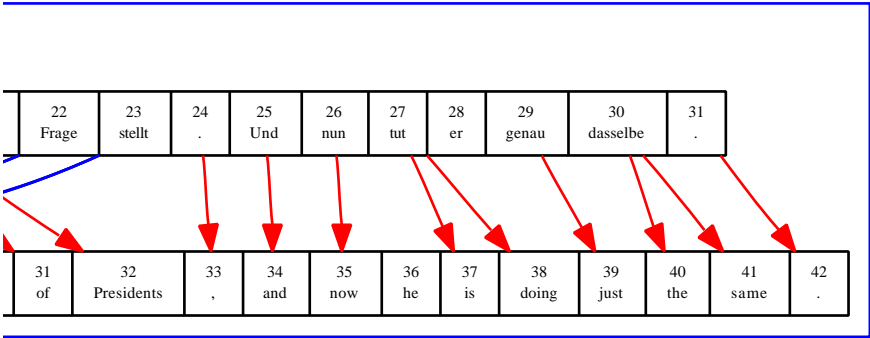 22 23 24 25 26 27 28 29 30 31
Frage stellt . Und nun tut er genau dasselbe .
31 32 33 34 35 36 37 38 39 40 41 42
of Presidents , and now he is doing just the same .